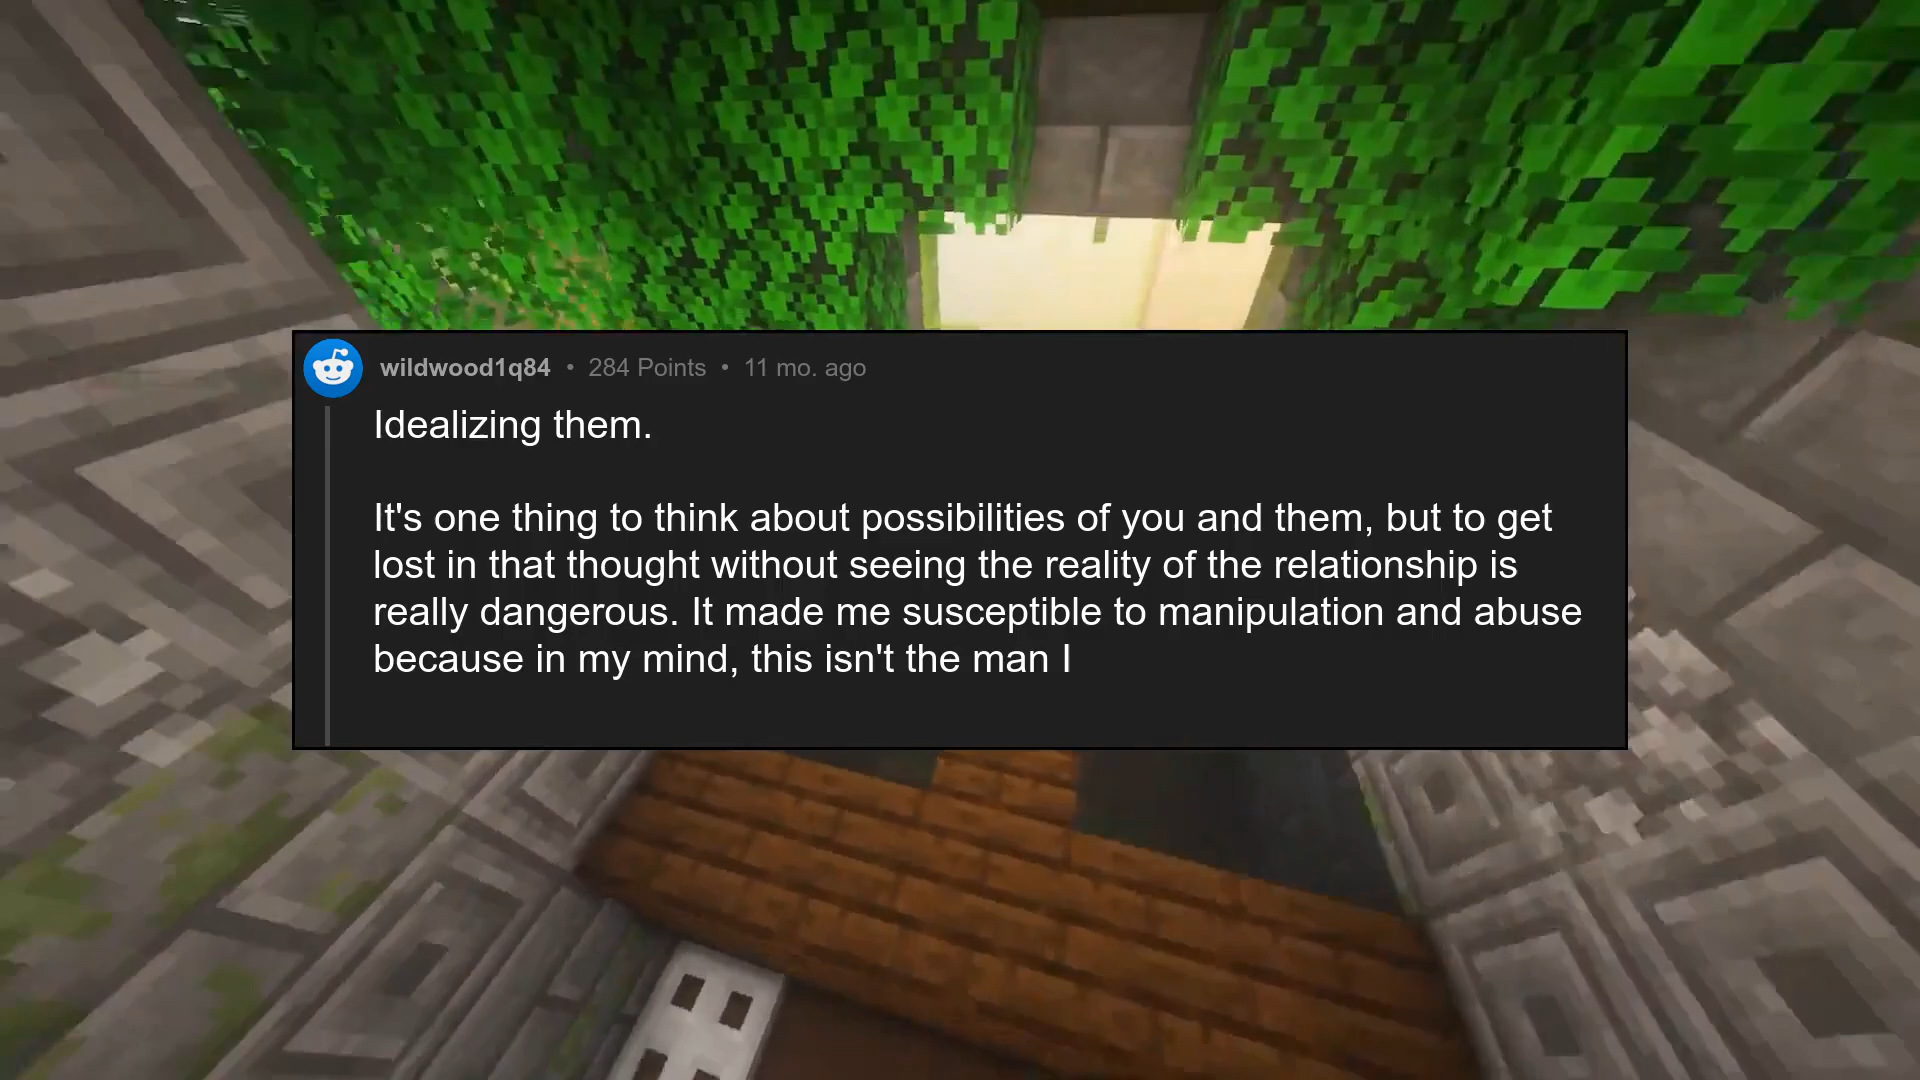 wildwood1q84 • 284 Points • 11 mo. ago
Idealizing them.
It's one thing to think about possibilities of you and them, but to get
lost in that thought without seeing the reality of the relationship is
really dangerous. It made me susceptible to manipulation and abuse
because in my mind, this isn't the man I